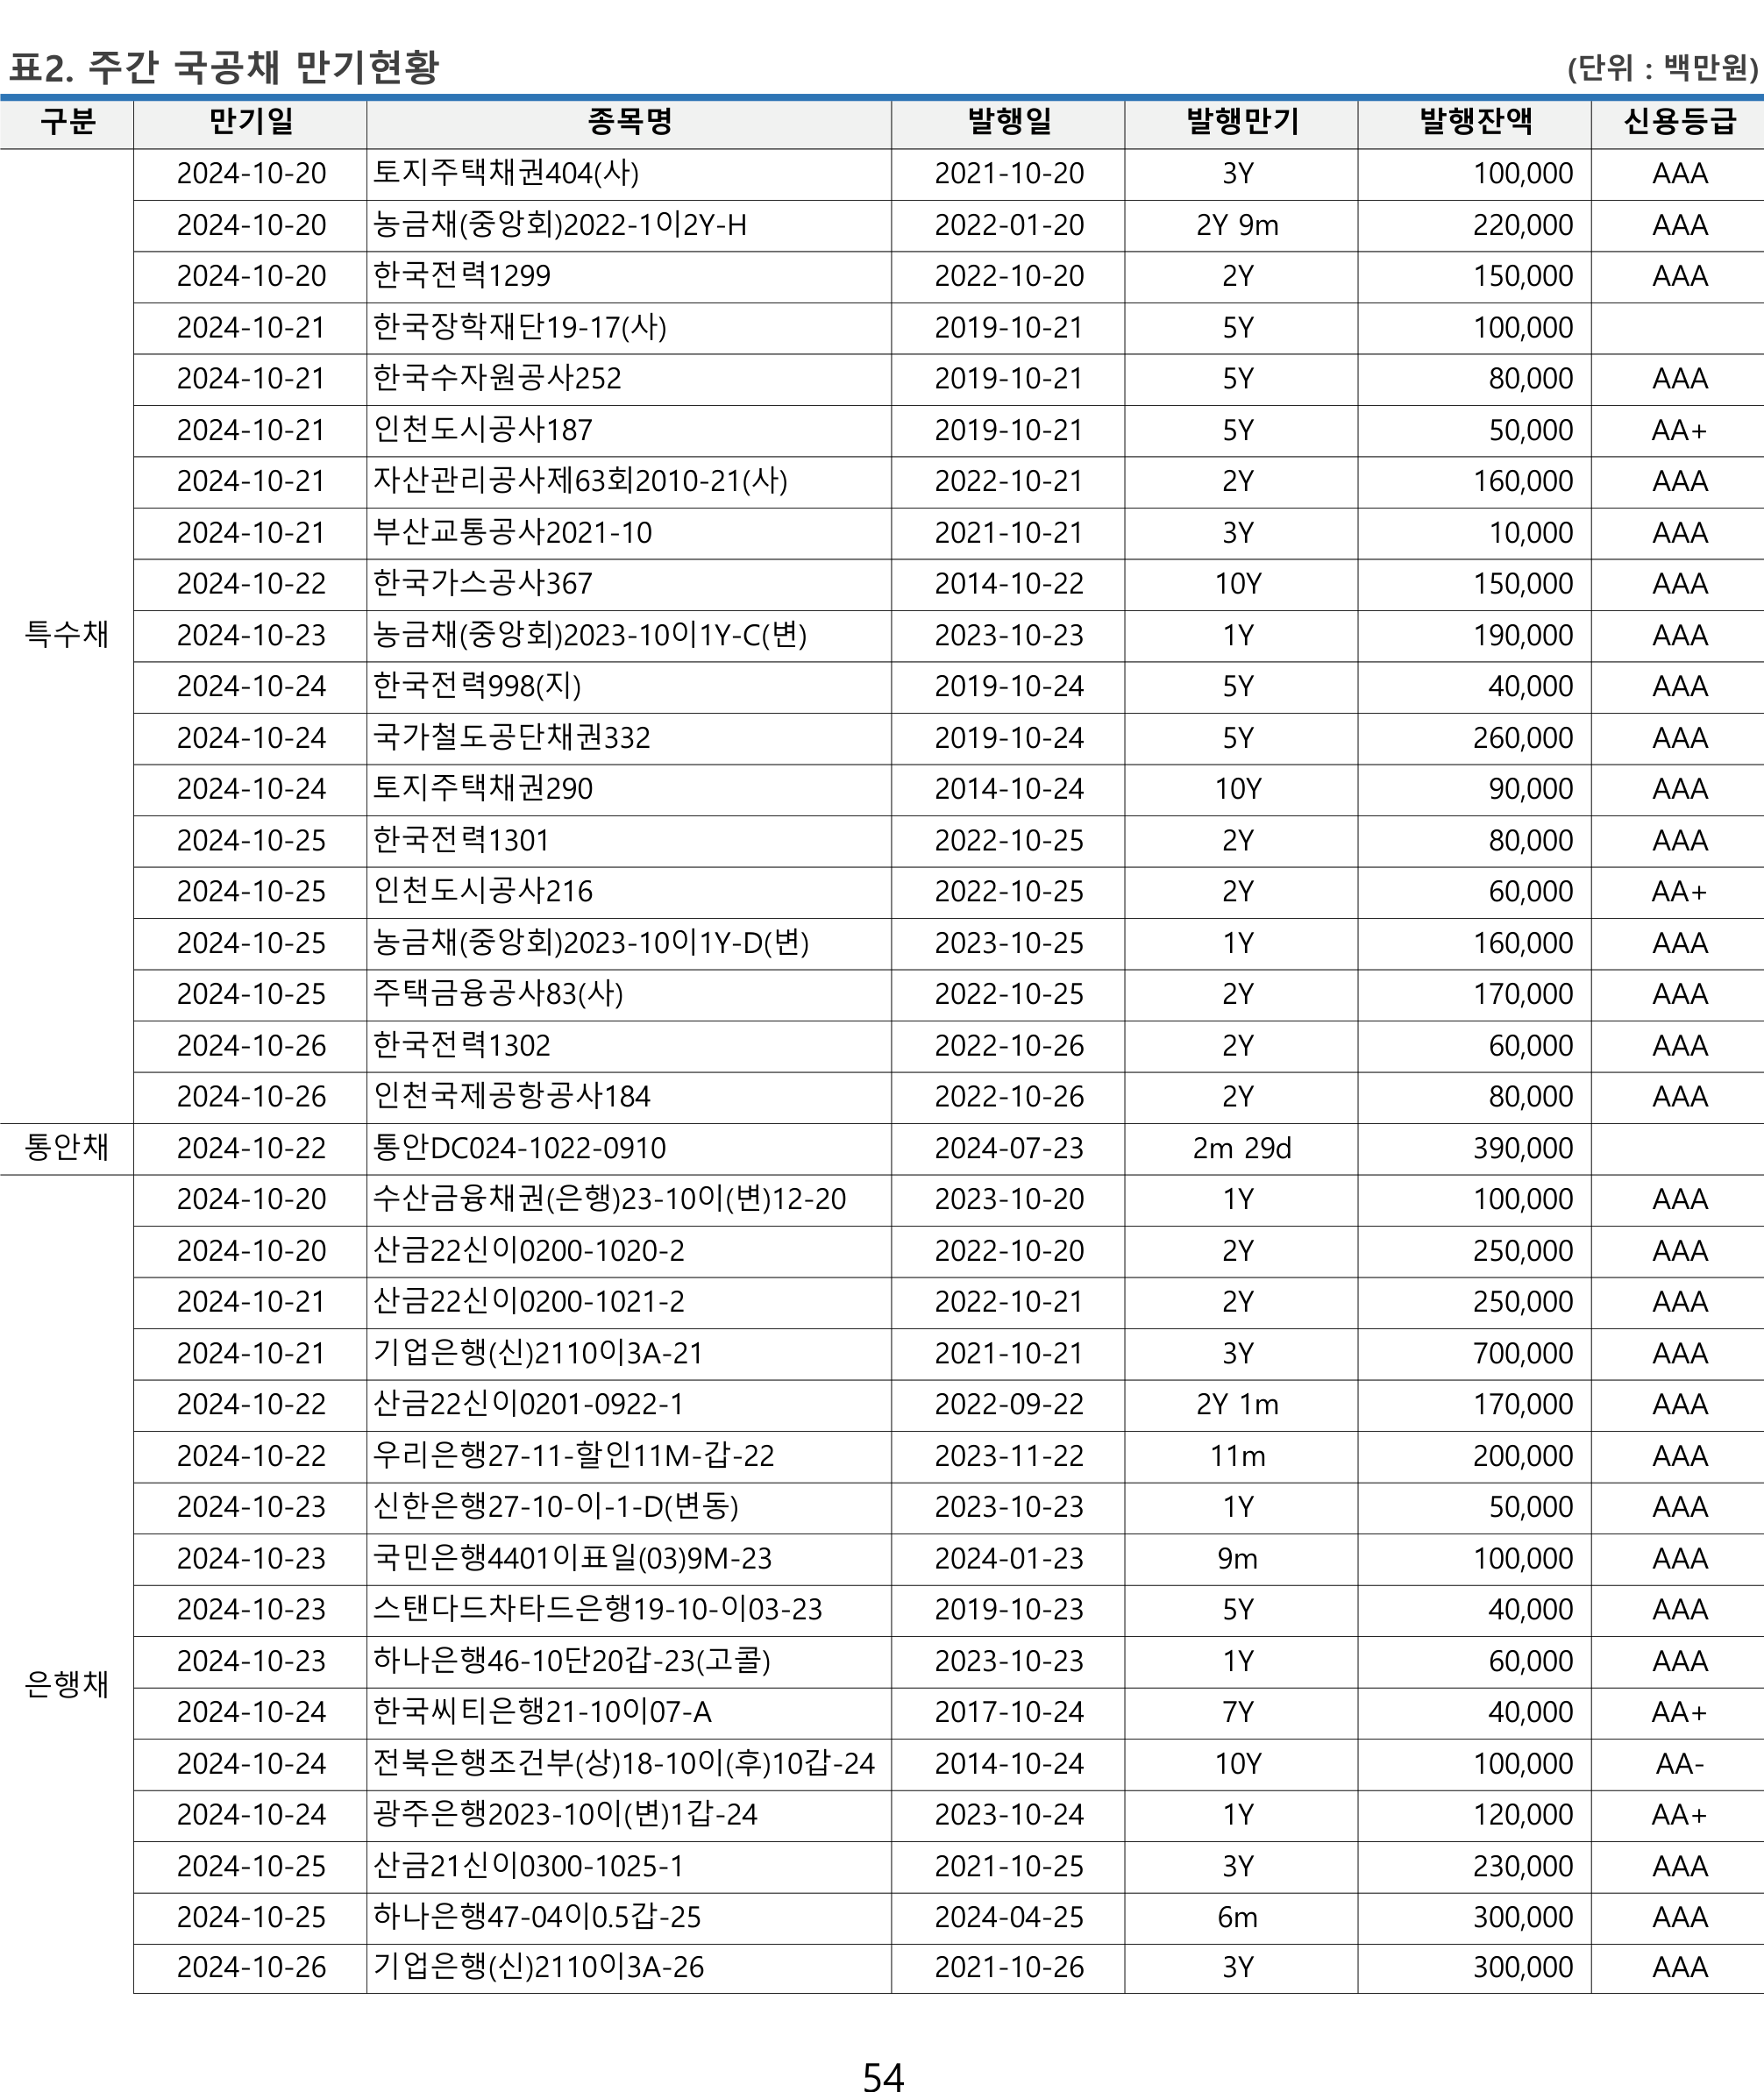 표2. 주간 국공채 만기현황 (단위 : 백만원)
구분 만기일 종목명 발행일 발행만기 발행잔액 신용등급
특수채
2024-10-20 토지주택채권404(사) 2021-10-20 3Y 100,000 AAA
2024-10-20 농금채(중앙회)2022-1이2Y-H 2022-01-20 2Y 9m 220,000 AAA
2024-10-20 한국전력1299 2022-10-20 2Y 150,000 AAA
2024-10-21 한국장학재단19-17(사) 2019-10-21 5Y 100,000
2024-10-21 한국수자원공사252 2019-10-21 5Y 80,000 AAA
2024-10-21 인천도시공사187 2019-10-21 5Y 50,000 AA+
2024-10-21 자산관리공사제63회2010-21(사) 2022-10-21 2Y 160,000 AAA
2024-10-21 부산교통공사2021-10 2021-10-21 3Y 10,000 AAA
2024-10-22 한국가스공사367 2014-10-22 10Y 150,000 AAA
2024-10-23 농금채(중앙회)2023-10이1Y-C(변) 2023-10-23 1Y 190,000 AAA
2024-10-24 한국전력998(지) 2019-10-24 5Y 40,000 AAA
2024-10-24 국가철도공단채권332 2019-10-24 5Y 260,000 AAA
2024-10-24 토지주택채권290 2014-10-24 10Y 90,000 AAA
2024-10-25 한국전력1301 2022-10-25 2Y 80,000 AAA
2024-10-25 인천도시공사216 2022-10-25 2Y 60,000 AA+
2024-10-25 농금채(중앙회)2023-10이1Y-D(변) 2023-10-25 1Y 160,000 AAA
2024-10-25 주택금융공사83(사) 2022-10-25 2Y 170,000 AAA
2024-10-26 한국전력1302 2022-10-26 2Y 60,000 AAA
2024-10-26 인천국제공항공사184 2022-10-26 2Y 80,000 AAA
통안채 2024-10-22 통안DC024-1022-0910 2024-07-23 2m 29d 390,000
은행채
2024-10-20 수산금융채권(은행)23-10이(변)12-20 2023-10-20 1Y 100,000 AAA
2024-10-20 산금22신이0200-1020-2 2022-10-20 2Y 250,000 AAA
2024-10-21 산금22신이0200-1021-2 2022-10-21 2Y 250,000 AAA
2024-10-21 기업은행(신)2110이3A-21 2021-10-21 3Y 700,000 AAA
2024-10-22 산금22신이0201-0922-1 2022-09-22 2Y 1m 170,000 AAA
2024-10-22 우리은행27-11-할인11M-갑-22 2023-11-22 11m 200,000 AAA
2024-10-23 신한은행27-10-이-1-D(변동) 2023-10-23 1Y 50,000 AAA
2024-10-23 국민은행4401이표일(03)9M-23 2024-01-23 9m 100,000 AAA
2024-10-23 스탠다드차타드은행19-10-이03-23 2019-10-23 5Y 40,000 AAA
2024-10-23 하나은행46-10단20갑-23(고콜) 2023-10-23 1Y 60,000 AAA
2024-10-24 한국씨티은행21-10이07-A 2017-10-24 7Y 40,000 AA+
2024-10-24 전북은행조건부(상)18-10이(후)10갑-24 2014-10-24 10Y 100,000 AA-
2024-10-24 광주은행2023-10이(변)1갑-24 2023-10-24 1Y 120,000 AA+
2024-10-25 산금21신이0300-1025-1 2021-10-25 3Y 230,000 AAA
2024-10-25 하나은행47-04이0.5갑-25 2024-04-25 6m 300,000 AAA
2024-10-26 기업은행(신)2110이3A-26 2021-10-26 3Y 300,000 AAA
54